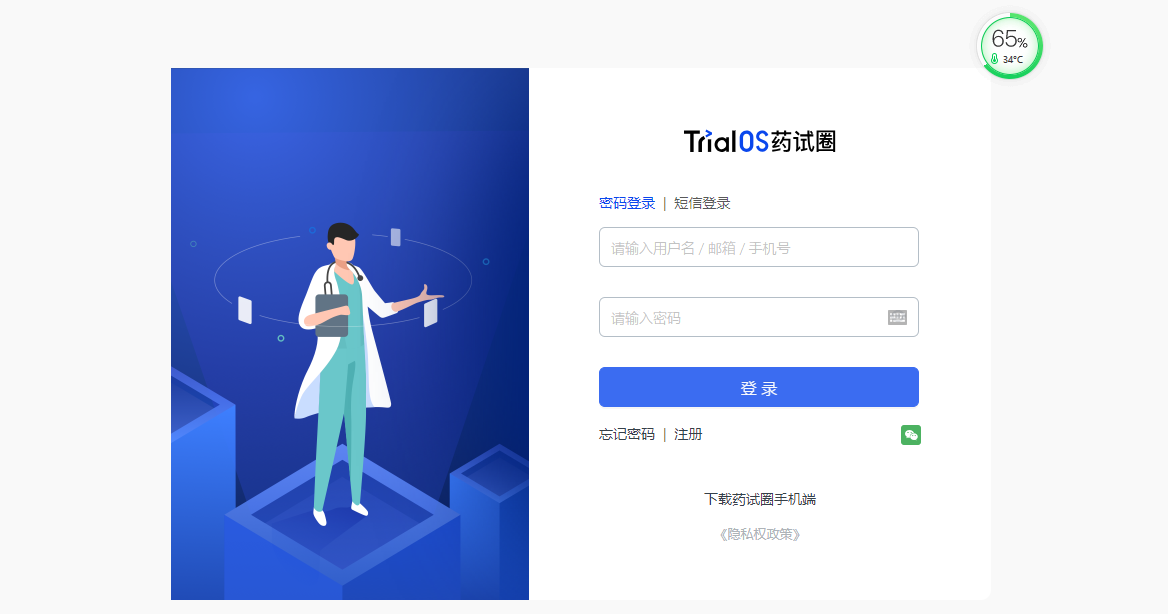 65%
34°C
TrialOS药试圈
密码登录 | 短信登录
请输入用户名 / 邮箱 / 手机号
请输入密码
登 录
忘记密码 | 注册
下载药试圈手机端
《隐私权政策》